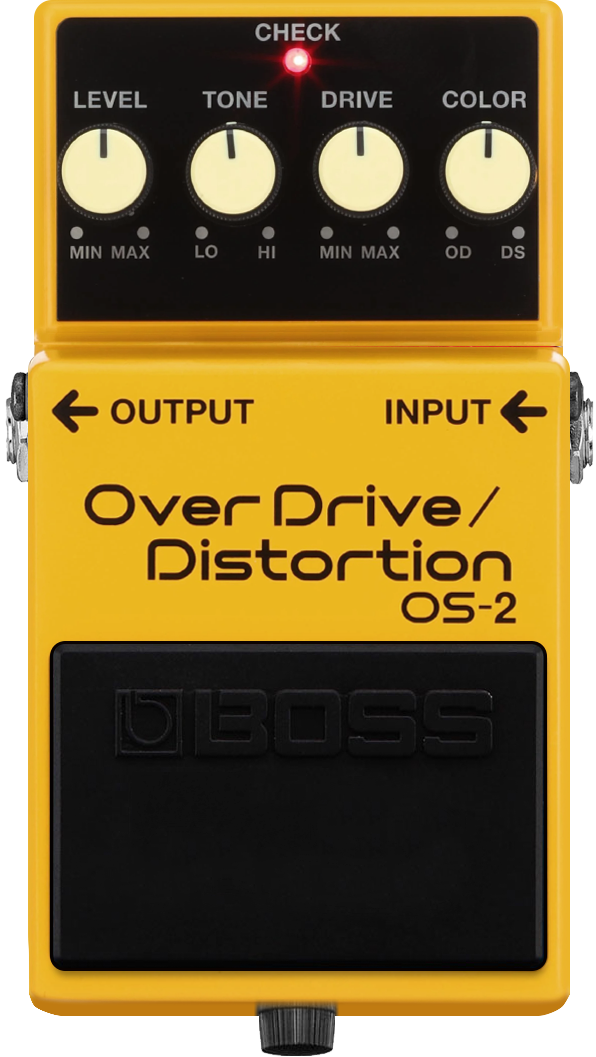 CHECK
LEVEL TONE DRIVE COLOR
MIN MAX LO HI MIN MAX OD DS
OUTPUT INPUT
Over Drive/
Distortion
OS-2
BOSS